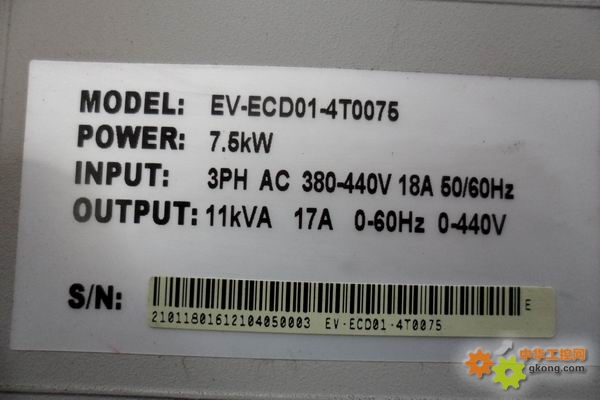 MODEL: EV-ECD01-4T0075
POWER: 7.5kW
INPUT: 3PH AC 380-440V 18A 50/60Hz
OUTPUT: 11kVA 17A 0-60Hz 0-440V
S/N:
E
21011801612104050003 EV-ECD01-4T0075
中华工控网
gkong.com